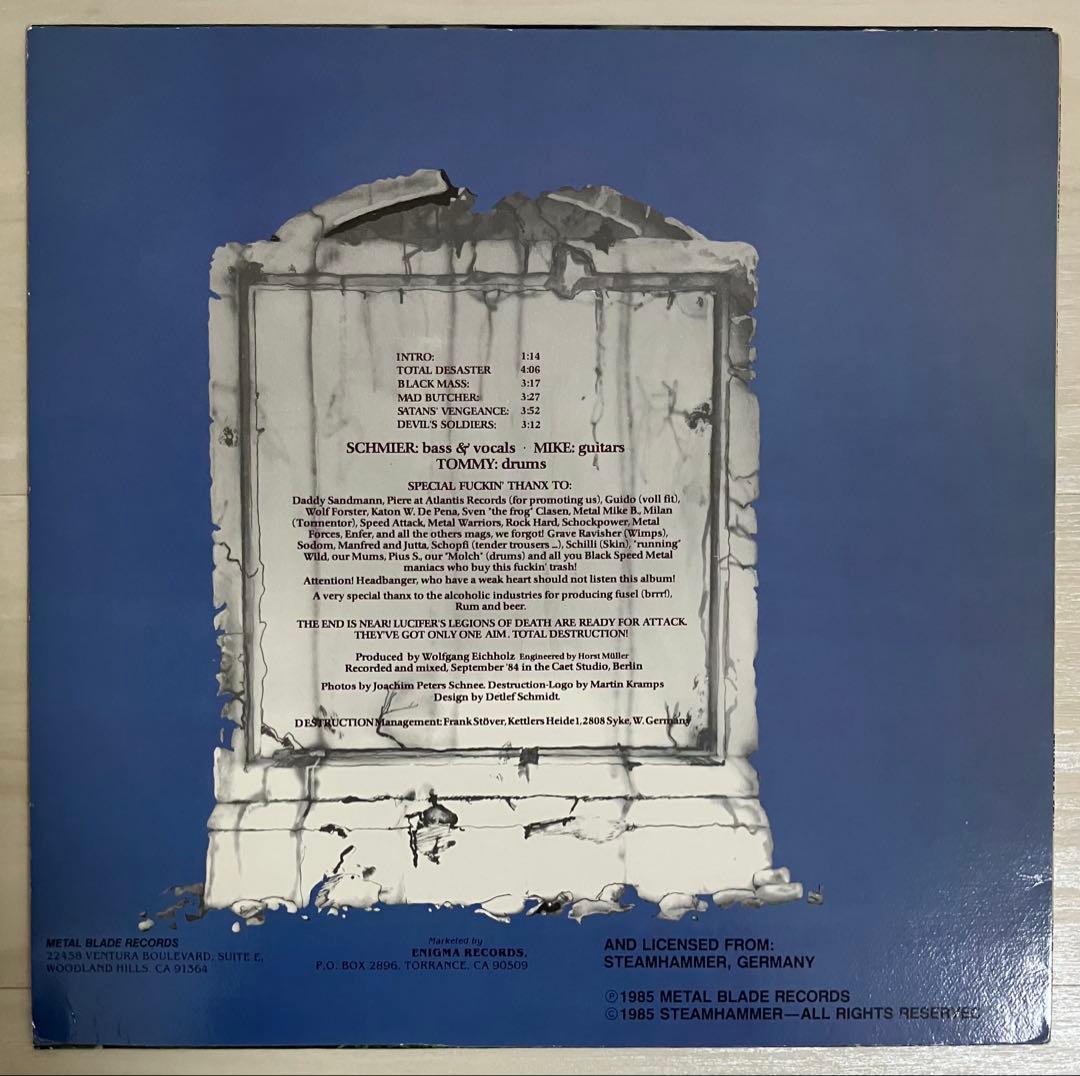 INTRO: 1:14
TOTAL DESASTER 4:06
BLACK MASS: 3:17
MAD BUTCHER: 3:27
SATANS' VENGEANCE: 3:52
DEVIL'S SOLDIERS: 3:12
SCHMIER: bass & vocals · MIKE: guitars
TOMMY: drums
SPECIAL FUCKIN' THANX TO:
Daddy Sandmann, Piere at Atlantis Records (for promoting us), Guido (voll fit),
Wolf Forster, Katon W. De Pena, Sven "the frog" Clasen, Metal Mike B., Milan
(Tormentor), Speed Attack, Metal Warriors, Rock Hard, Schockpower, Metal
Forces, Enfer, and all the others mags, we forgot! Grave Ravisher (Wimps),
Sodom, Manfred and Jutta, Schopfi (tender trousers ...), Schilli (Skin), "running"
Wild, our Mums, Pius S., our "Molch" (drums) and all you Black Speed Metal
maniacs who buy this fuckin' trash!
Attention! Headbanger, who have a weak heart should not listen this album!
A very special thanx to the alcoholic industries for producing fusel (brrr!),
Rum and beer.
THE END IS NEAR! LUCIFER'S LEGIONS OF DEATH ARE READY FOR ATTACK.
THEY'VE GOT ONLY ONE AIM. TOTAL DESTRUCTION!
Produced by Wolfgang Eichholz Engineered by Horst Müller
Recorded and mixed, September '84 in the Caet Studio, Berlin
Photos by Joachim Peters Schnee. Destruction-Logo by Martin Kramps
Design by Detlef Schmidt.
DESTRUCTION Management: Frank Stöver, Kettlers Heide 1, 2808 Syke, W. Germany
METAL BLADE RECORDS
22458 VENTURA BOULEVARD, SUITE E,
WOODLAND HILLS, CA 91364
Marketed by
ENIGMA RECORDS,
P.O. BOX 2896, TORRANCE, CA 90509
AND LICENSED FROM:
STEAMHAMMER, GERMANY
℗1985 METAL BLADE RECORDS
©1985 STEAMHAMMER—ALL RIGHTS RESERVED